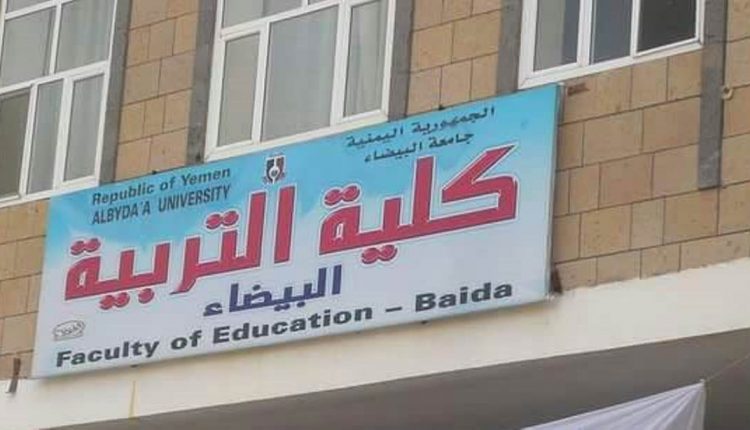 الجمهورية اليمنية
جامعة البيضاء
Republic of Yemen
ALBYDA'A UNIVERSITY
كلية التربية
البيضاء
Faculty of Education – Baida